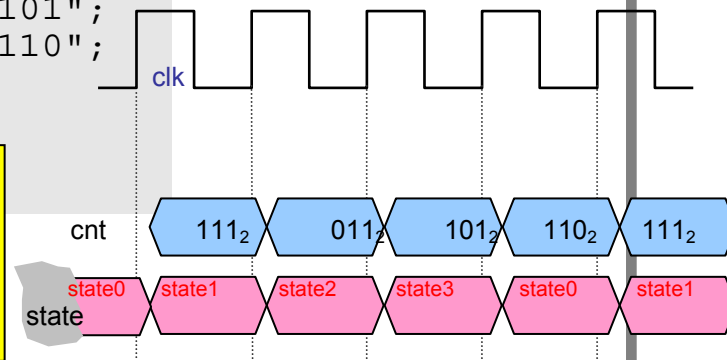 101";
110";
clk
cnt 111₂ 011₂ 101₂ 110₂ 111₂
state0 state1 state2 state3 state0 state1
state